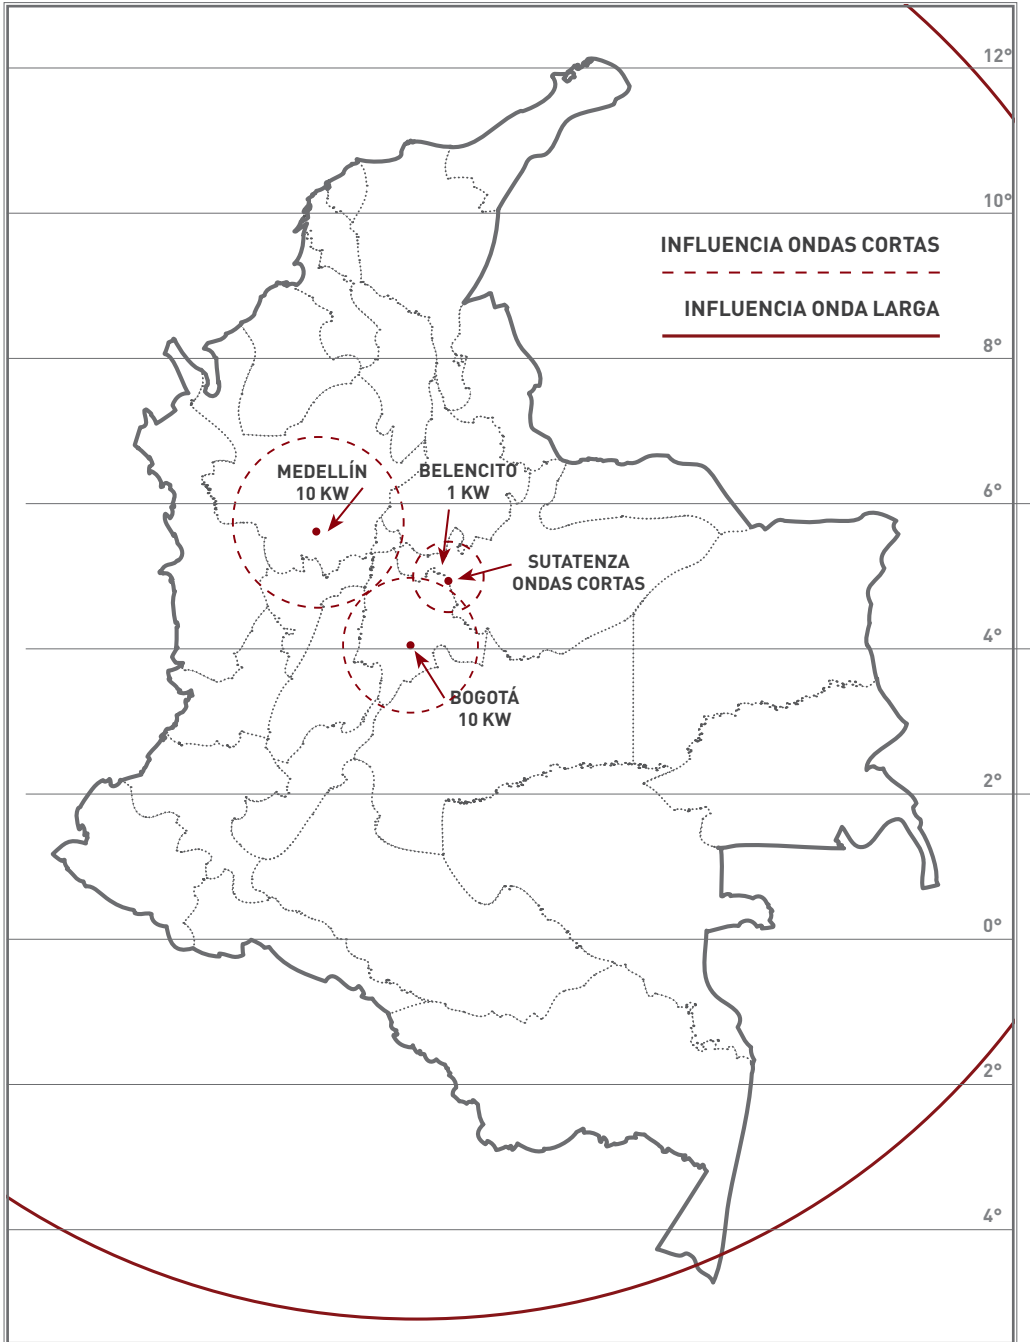 12°
10°
INFLUENCIA ONDAS CORTAS
INFLUENCIA ONDA LARGA
8°
MEDELLÍN
10 KW
BELENCITO
1 KW
6°
SUTATENZA
ONDAS CORTAS
4°
BOGOTÁ
10 KW
2°
0°
2°
4°